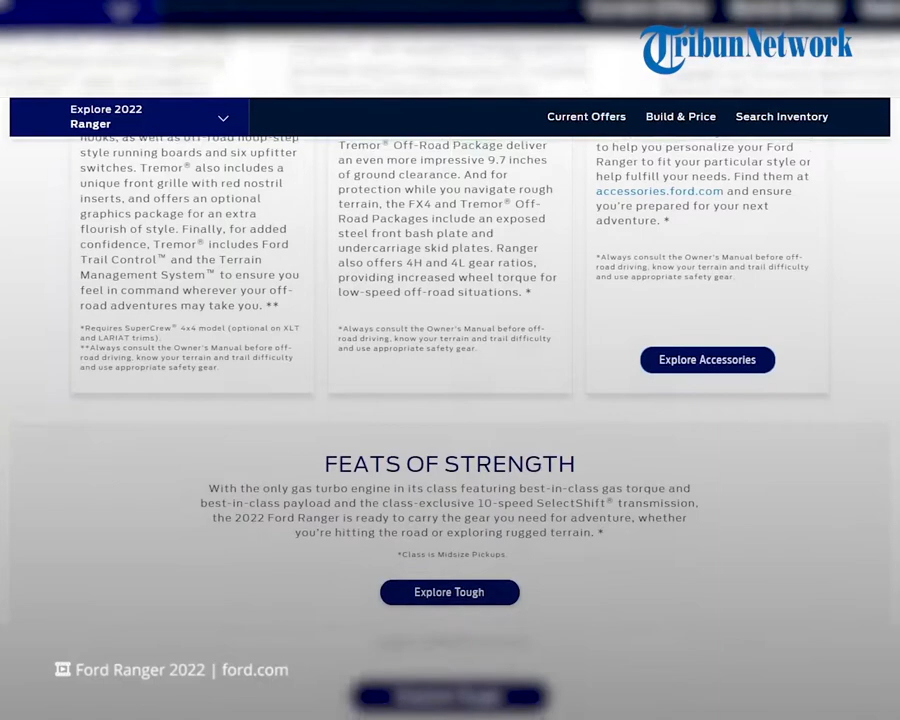 TribunNetwork
Explore 2022
Ranger
Current Offers
Build & Price
Search Inventory
hooks, as well as off-road hoop-step
style running boards and six upfitter
switches. Tremor® also includes a
unique front grille with red nostril
inserts, and offers an optional
graphics package for an extra
flourish of style. Finally, for added
confidence, Tremor® includes Ford
Trail Control™ and the Terrain
Management System™ to ensure you
feel in command wherever your off-
road adventures may take you. **
*Requires SuperCrew® 4x4 model (optional on XLT
and LARIAT trims).
**Always consult the Owner's Manual before off-
road driving, know your terrain and trail difficulty
and use appropriate safety gear.
Tremor® Off-Road Package deliver
an even more impressive 9.7 inches
of ground clearance. And for
protection while you navigate rough
terrain, the FX4 and Tremor® Off-
Road Packages include an exposed
steel front bash plate and
undercarriage skid plates. Ranger
also offers 4H and 4L gear ratios,
providing increased wheel torque for
low-speed off-road situations. *
*Always consult the Owner's Manual before off-
road driving, know your terrain and trail difficulty
and use appropriate safety gear.
to help you personalize your Ford
Ranger to fit your particular style or
help fulfill your needs. Find them at
accessories.ford.com and ensure
you're prepared for your next
adventure. *
*Always consult the Owner's Manual before off-
road driving, know your terrain and trail difficulty
and use appropriate safety gear.
Explore Accessories
FEATS OF STRENGTH
With the only gas turbo engine in its class featuring best-in-class gas torque and
best-in-class payload and the class-exclusive 10-speed SelectShift® transmission,
the 2022 Ford Ranger is ready to carry the gear you need for adventure, whether
you're hitting the road or exploring rugged terrain. *
*Class is Midsize Pickups.
Explore Tough
Ford Ranger 2022 | ford.com